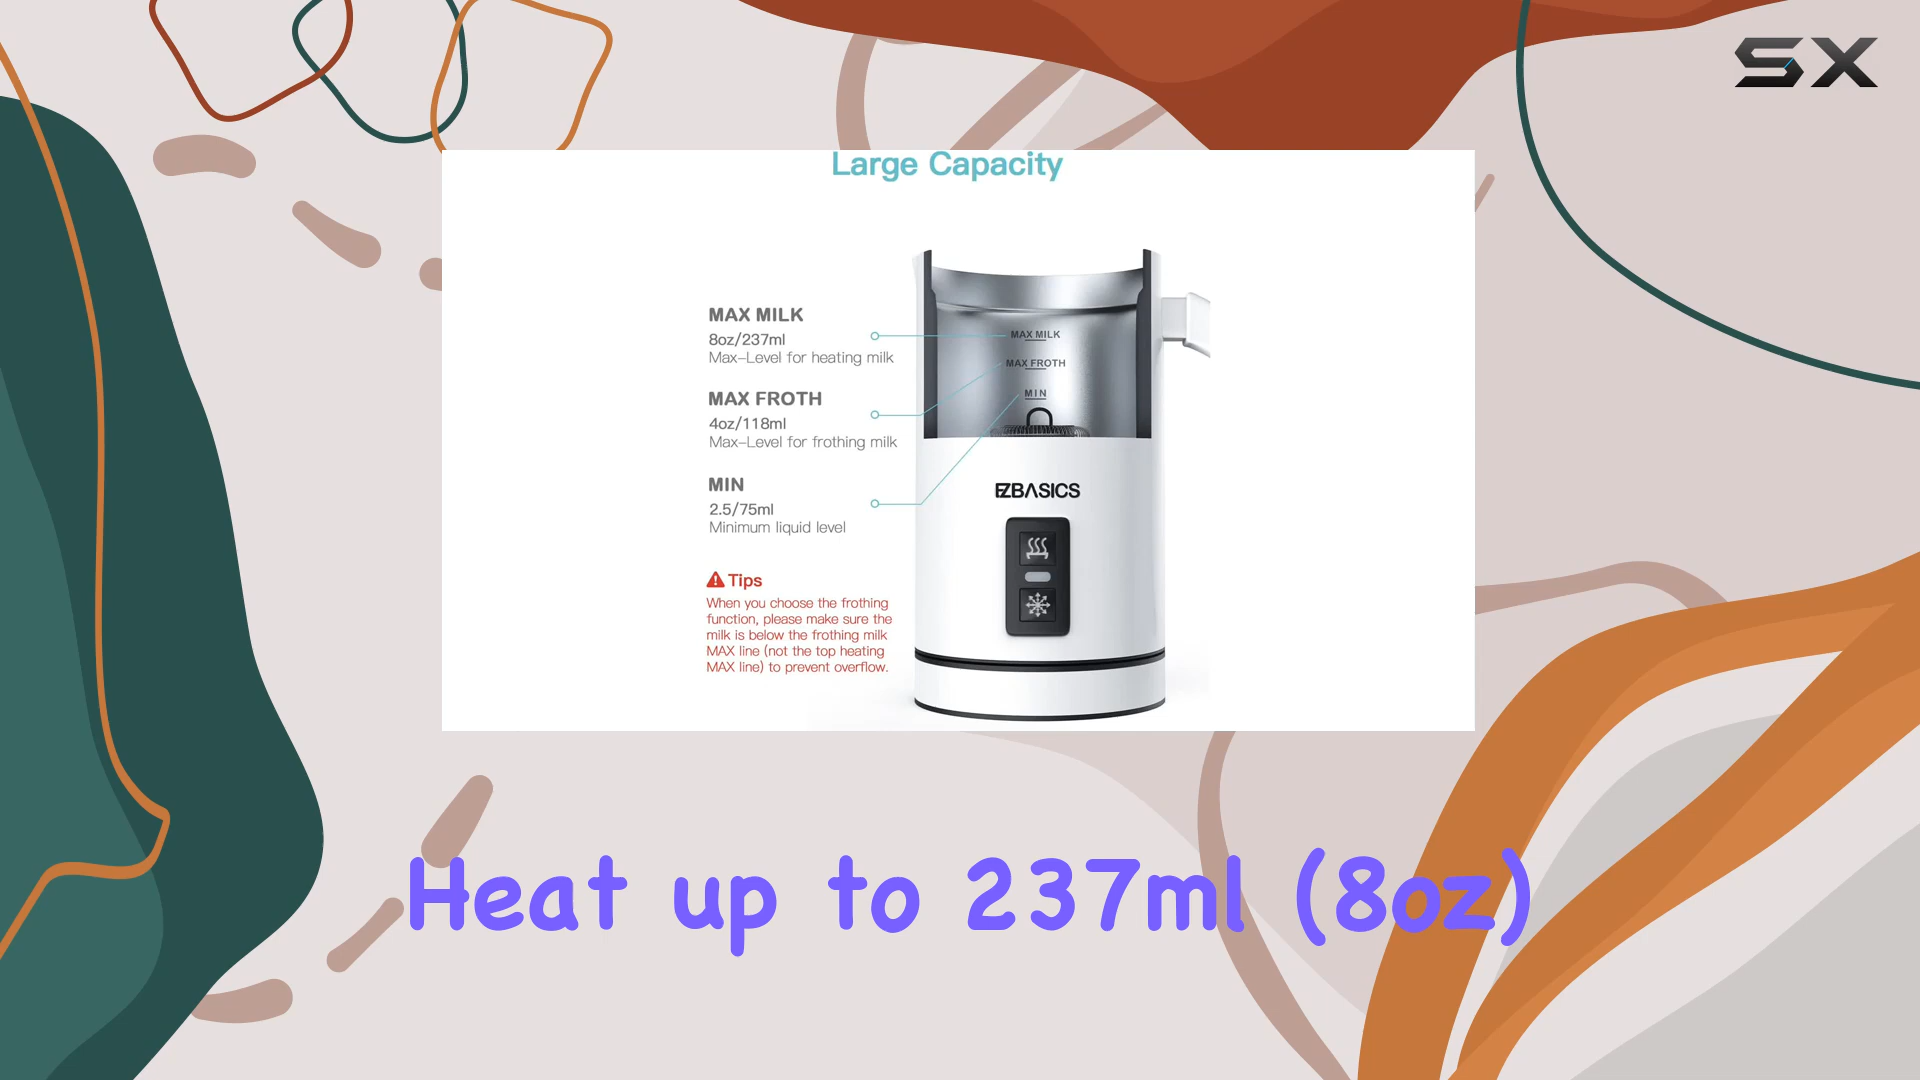 SX
Large Capacity
MAX MILK
8oz/237ml
Max-Level for heating milk
MAX FROTH
4oz/118ml
Max-Level for frothing milk
MIN
2.5/75ml
Minimum liquid level
Tips
When you choose the frothing
function, please make sure the
milk is below the frothing milk
MAX line (not the top heating
MAX line) to prevent overflow.
MAX MILK
MAX FROTH
MIN
EZBASICS
Heat up to 237ml (8oz)